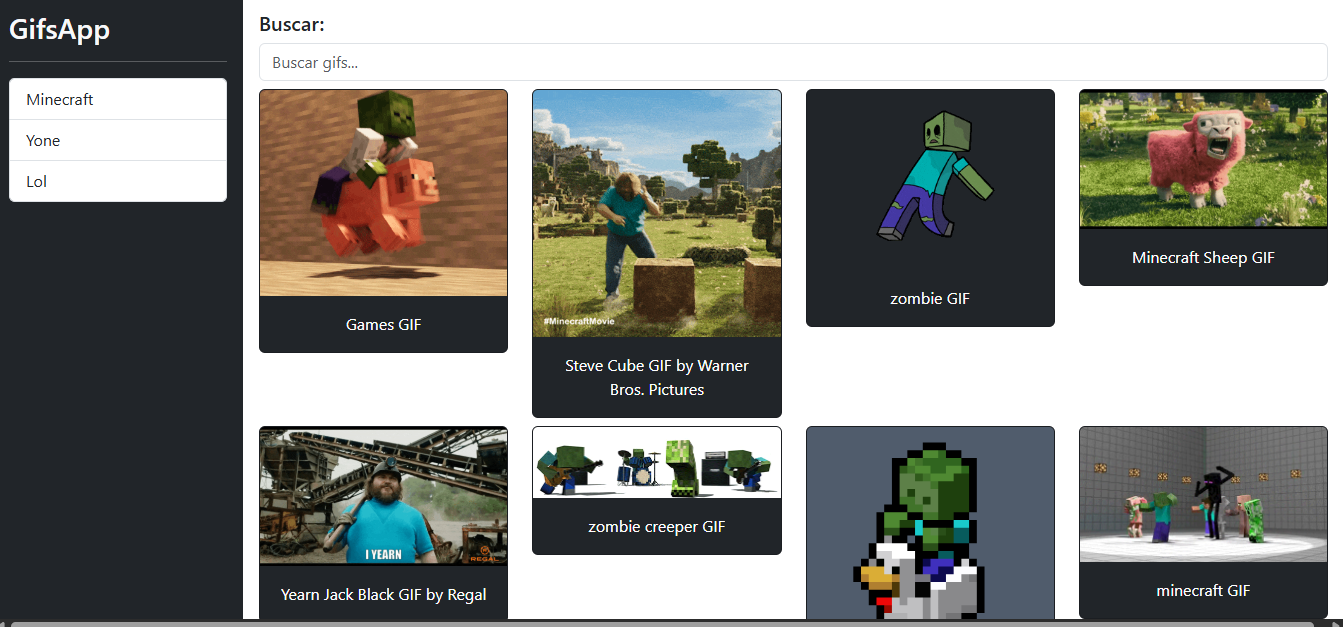 GifsApp
Minecraft
Yone
Lol
Buscar:
Buscar gifs...
Games GIF
#MinecraftMovie
Steve Cube GIF by Warner
Bros. Pictures
zombie GIF
Minecraft Sheep GIF
I YEARN
REGAL
Yearn Jack Black GIF by Regal
zombie creeper GIF
minecraft GIF